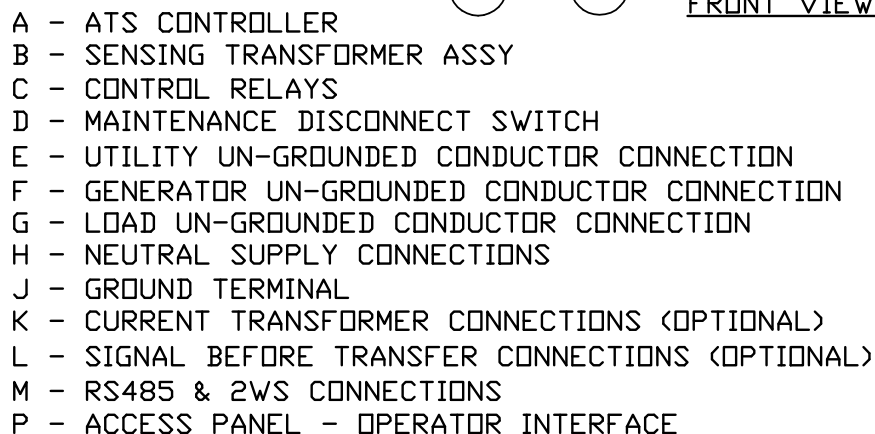 FRONT VIEW
A - ATS CONTROLLER
B - SENSING TRANSFORMER ASSY
C - CONTROL RELAYS
D - MAINTENANCE DISCONNECT SWITCH
E - UTILITY UN-GROUNDED CONDUCTOR CONNECTION
F - GENERATOR UN-GROUNDED CONDUCTOR CONNECTION
G - LOAD UN-GROUNDED CONDUCTOR CONNECTION
H - NEUTRAL SUPPLY CONNECTIONS
J - GROUND TERMINAL
K - CURRENT TRANSFORMER CONNECTIONS (OPTIONAL)
L - SIGNAL BEFORE TRANSFER CONNECTIONS (OPTIONAL)
M - RS485 & 2WS CONNECTIONS
P - ACCESS PANEL - OPERATOR INTERFACE